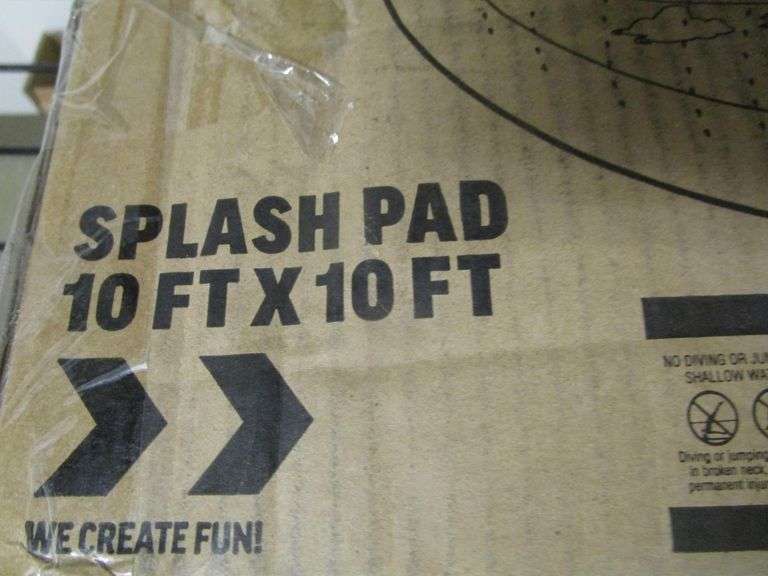 SPLASH PAD
10 FT X 10 FT
WE CREATE FUN!
NO DIVING OR
SHALLOW
Diving or jumping
in broken neck,
permanent